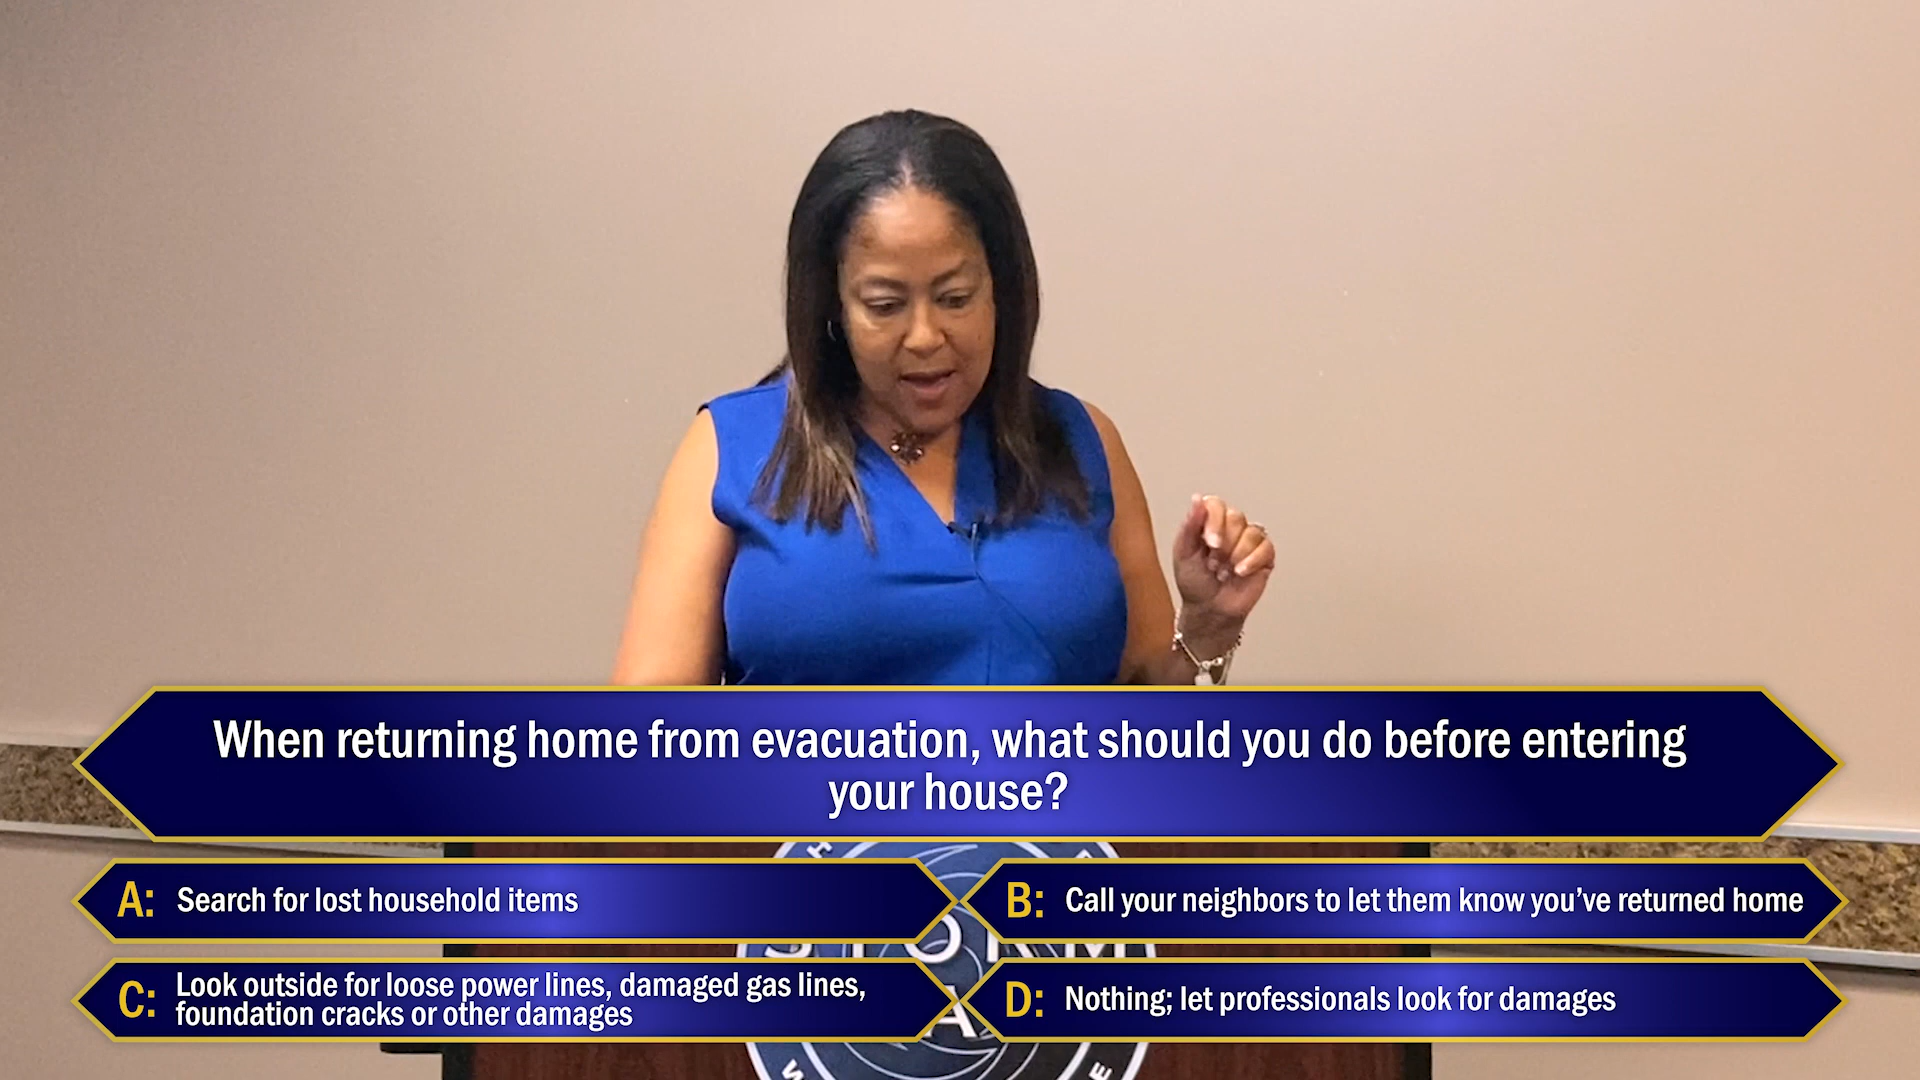 When returning home from evacuation, what should you do before entering
your house?
A: Search for lost household items
B: Call your neighbors to let them know you’ve returned home
C: Look outside for loose power lines, damaged gas lines,
foundation cracks or other damages
D: Nothing; let professionals look for damages
STORM